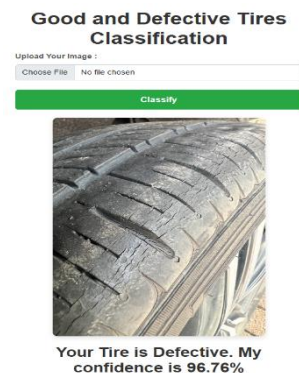 Good and Defective Tires
Classification
Upload Your Image :
Choose File No file chosen
Classify
Your Tire is Defective. My
confidence is 96.76%